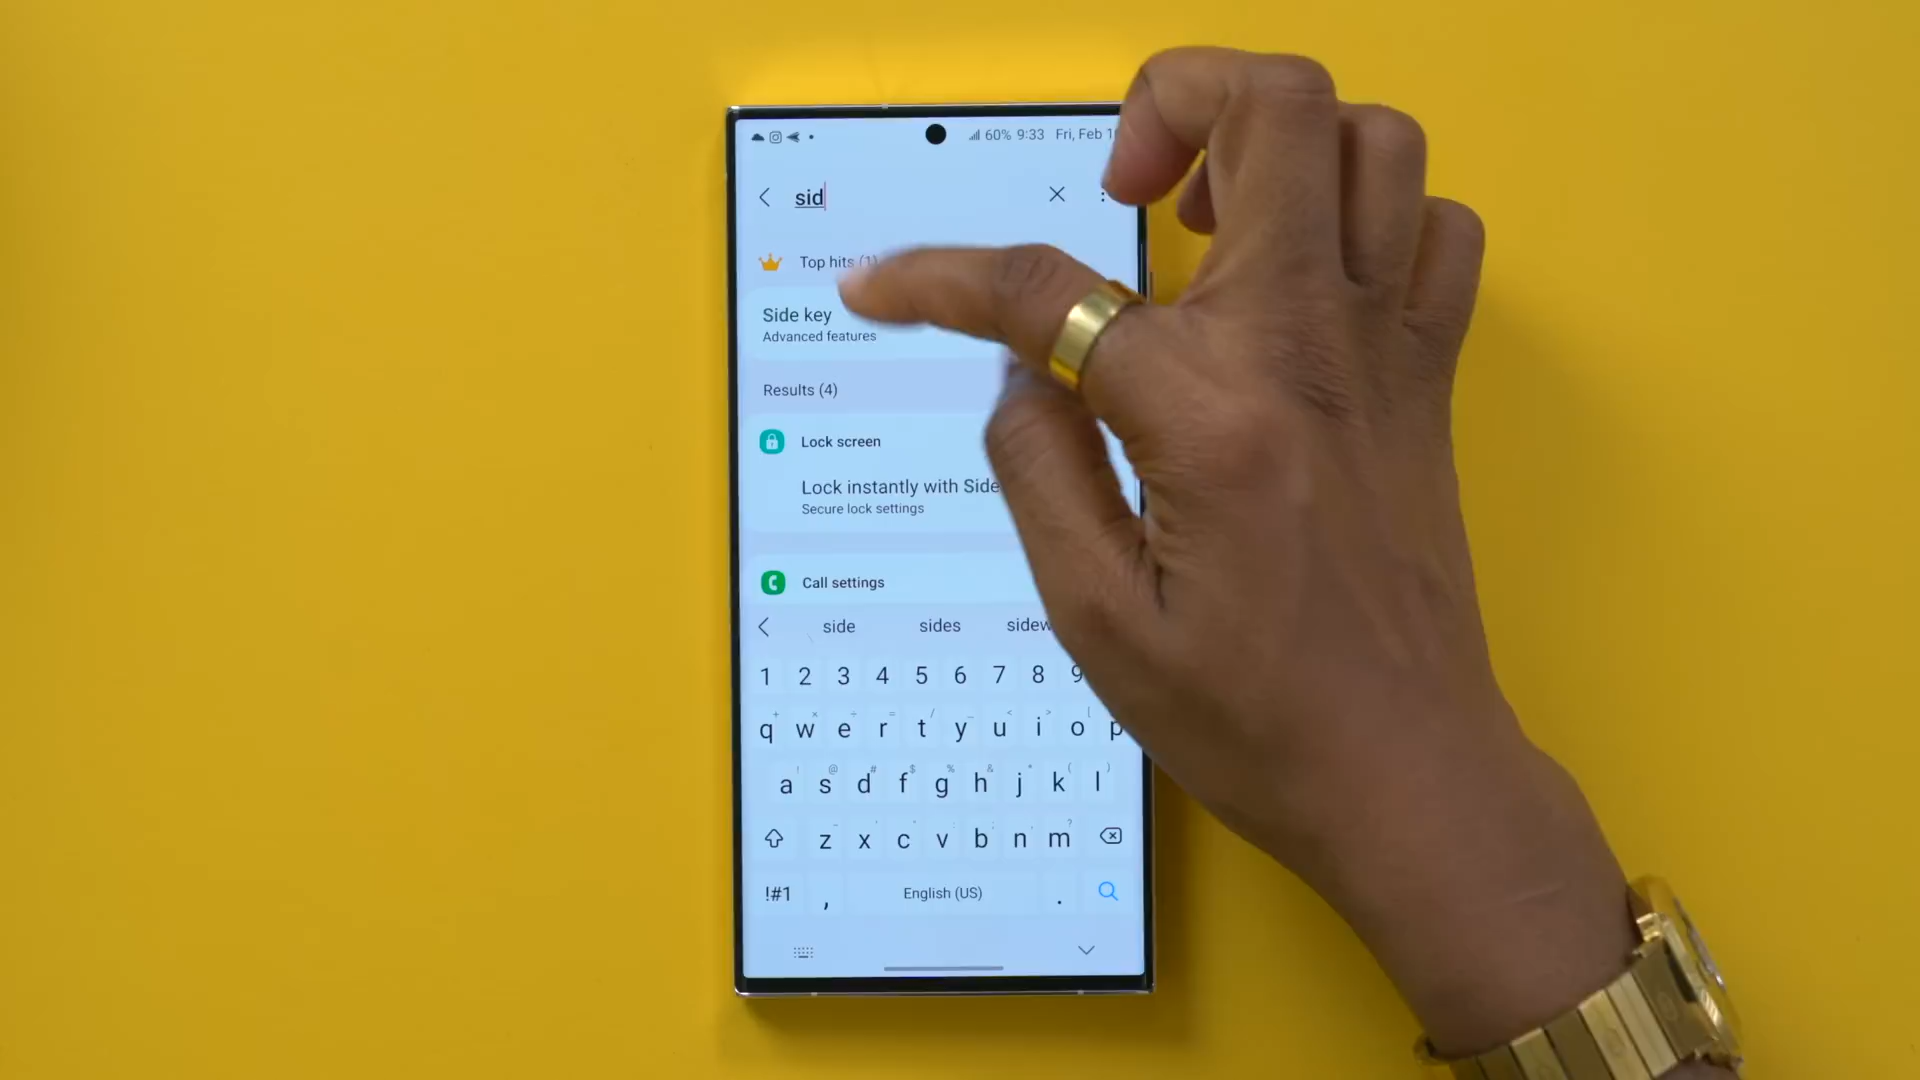 60% 9:33 Fri, Feb
sid
Top hits (1)
Side key
Advanced features
Results (4)
Lock screen
Lock instantly with Side
Secure lock settings
Call settings
side sides
1 2 3 4 5 6 7 8 9
q w e r t y u i o p
a s d f g h j k l
z x c v b n m
!#1 , English (US) .